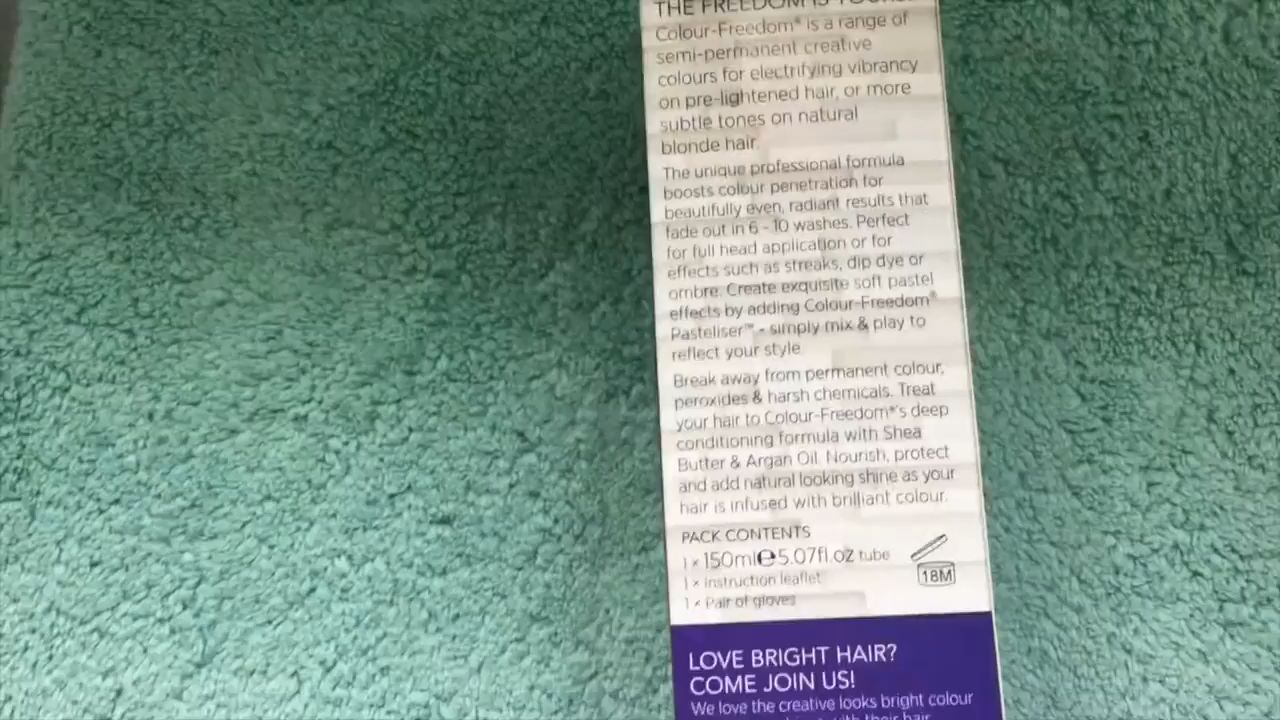 THE FREEDOM IS YOURS
Colour-Freedom® is a range of
semi-permanent creative
colours for electrifying vibrancy
on pre-lightened hair, or more
subtle tones on natural
blonde hair.
The unique professional formula
boosts colour penetration for
beautifully even, radiant results that
fade out in 6 - 10 washes. Perfect
for full head application or for
effects such as streaks, dip dye or
ombre. Create exquisite soft pastel
effects by adding Colour-Freedom®
Pasteliser™ - simply mix & play to
reflect your style.
Break away from permanent colour,
peroxides & harsh chemicals. Treat
your hair to Colour-Freedom®'s deep
conditioning formula with Shea
Butter & Argan Oil. Nourish, protect
and add natural looking shine as your
hair is infused with brilliant colour.
PACK CONTENTS
1 x 150ml℮5.07fl.oz tube
1 x Instruction leaflet
1 x Pair of gloves
18M
LOVE BRIGHT HAIR?
COME JOIN US!
We love the creative looks bright colour
with their hair